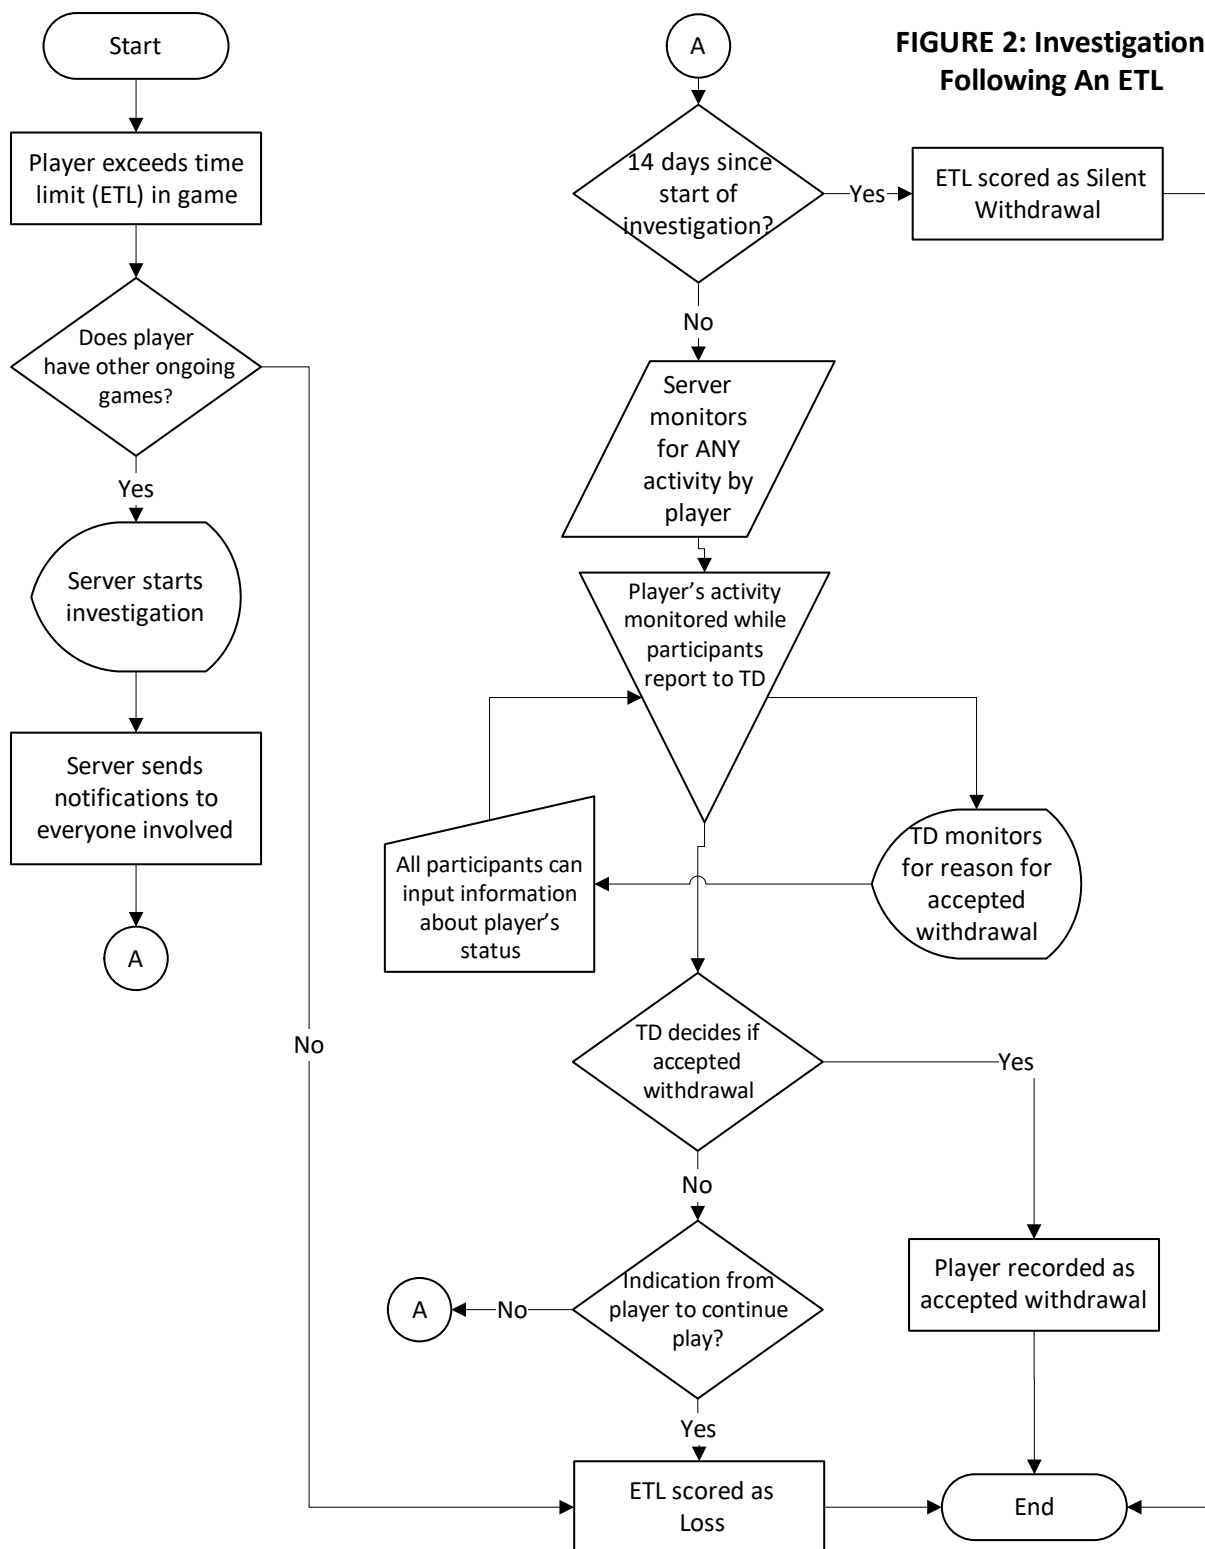 FIGURE 2: Investigation
Following An ETL
Start
Player exceeds time
limit (ETL) in game
Does player
have other ongoing
games?
Yes
No
Server starts
investigation
Server sends
notifications to
everyone involved
A
A
14 days since
start of
investigation?
Yes
ETL scored as Silent
Withdrawal
No
Server
monitors
for ANY
activity by
player
Player’s activity
monitored while
participants
report to TD
TD monitors
for reason for
accepted
withdrawal
All participants can
input information
about player’s
status
TD decides if
accepted
withdrawal
Yes
No
Player recorded as
accepted withdrawal
Indication from
player to continue
play?
No
A
Yes
ETL scored as
Loss
End